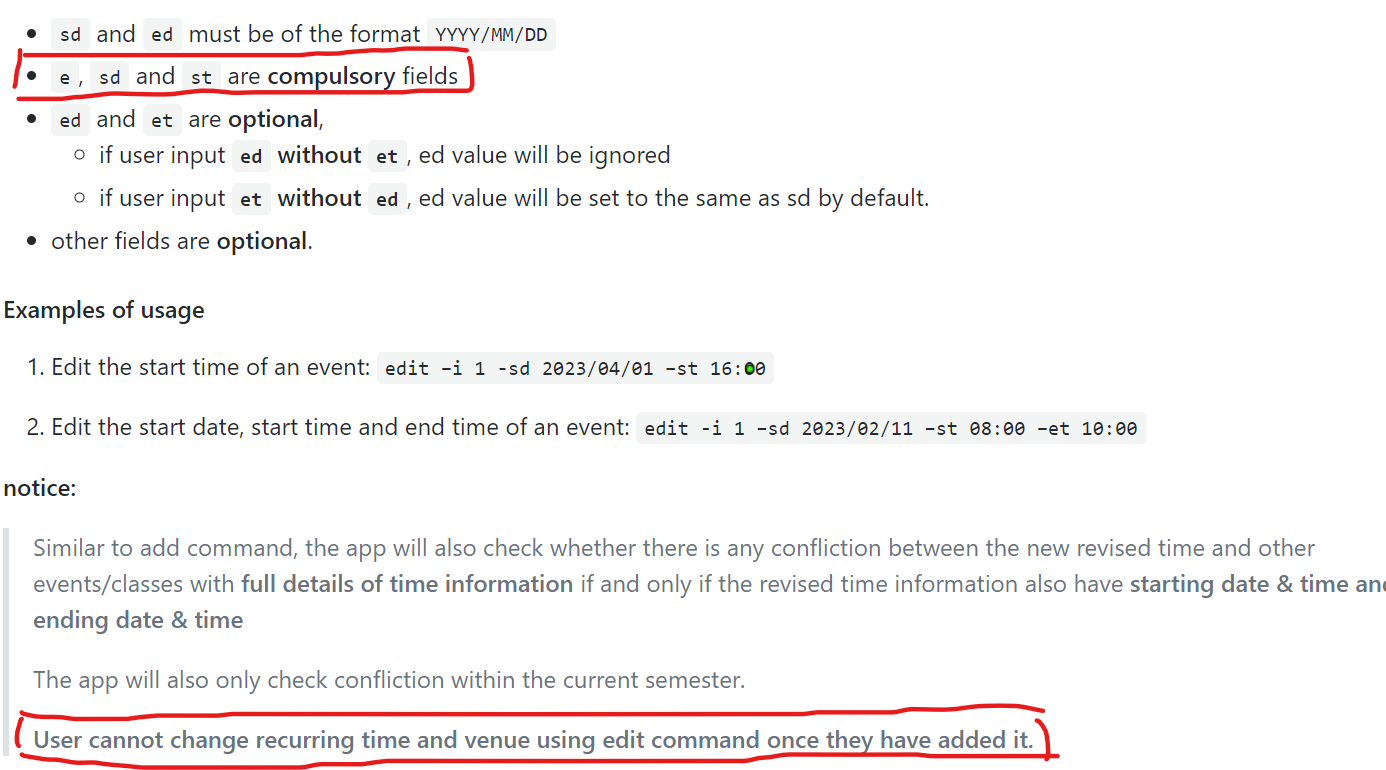 sd and ed must be of the format YYYY/MM/DD
e, sd and st are compulsory fields
ed and et are optional,
if user input ed without et, ed value will be ignored
if user input et without ed, ed value will be set to the same as sd by default.
other fields are optional.
Examples of usage
1. Edit the start time of an event: edit -i 1 -sd 2023/04/01 -st 16:00
2. Edit the start date, start time and end time of an event: edit -i 1 -sd 2023/02/11 -st 08:00 -et 10:00
notice:
Similar to add command, the app will also check whether there is any confliction between the new revised time and other
events/classes with full details of time information if and only if the revised time information also have starting date & time and
ending date & time
The app will also only check confliction within the current semester.
User cannot change recurring time and venue using edit command once they have added it.